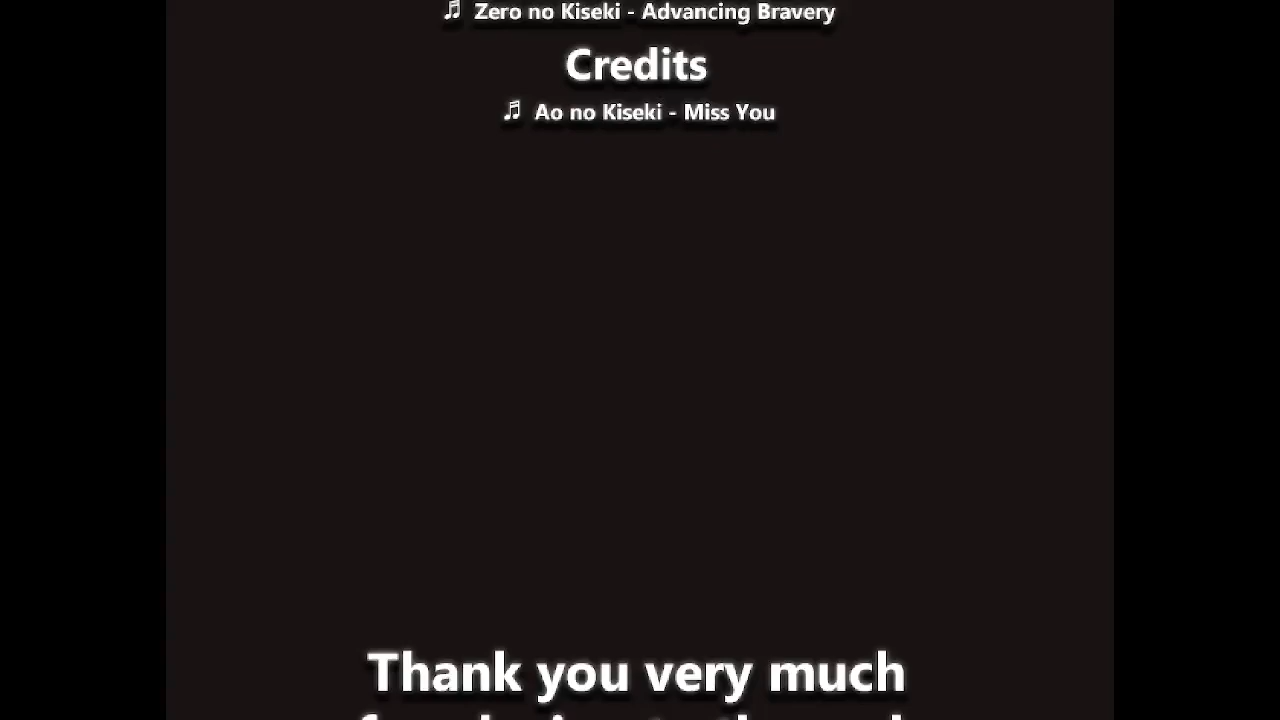 ♬ Zero no Kiseki - Advancing Bravery
Credits
♬ Ao no Kiseki - Miss You
Thank you very much